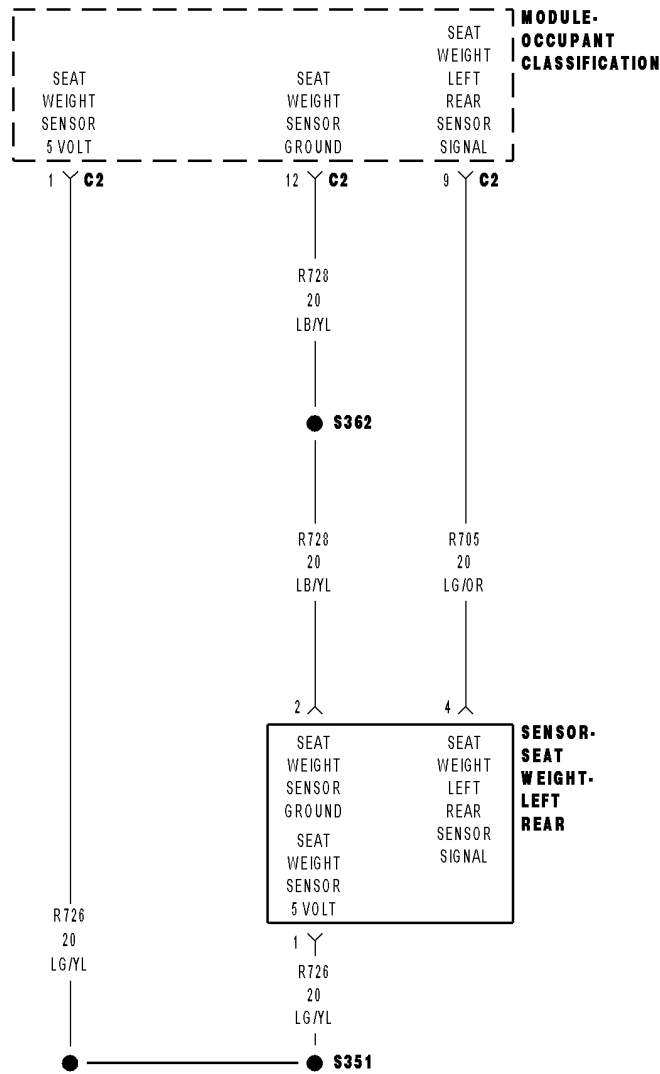 MODULE-
OCCUPANT
CLASSIFICATION
SEAT
WEIGHT
SENSOR
5 VOLT
SEAT
WEIGHT
SENSOR
GROUND
SEAT
WEIGHT
LEFT
REAR
SENSOR
SIGNAL
1 C2
12 C2
9 C2
R728
20
LB/YL
S362
R728
20
LB/YL
R705
20
LG/OR
2
4
SENSOR-
SEAT
WEIGHT-
LEFT
REAR
SEAT
WEIGHT
SENSOR
GROUND
SEAT
WEIGHT
LEFT
REAR
SENSOR
SIGNAL
SEAT
WEIGHT
SENSOR
5 VOLT
1
R726
20
LG/YL
R726
20
LG/YL
S351